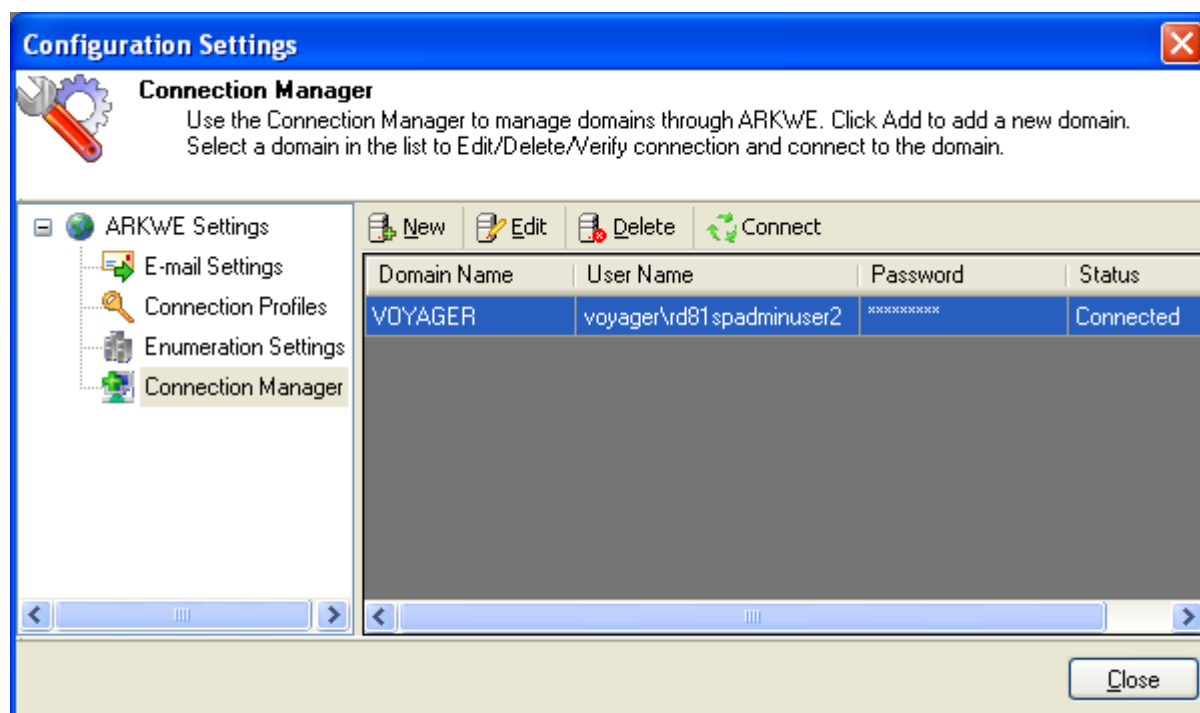 Configuration Settings
Connection Manager
Use the Connection Manager to manage domains through ARKWE. Click Add to add a new domain.
Select a domain in the list to Edit/Delete/Verify connection and connect to the domain.
ARKWE Settings
E-mail Settings
Connection Profiles
Enumeration Settings
Connection Manager
New Edit Delete Connect
Domain Name User Name Password Status
VOYAGER voyager\rd81spadminuser2 ********* Connected
Close